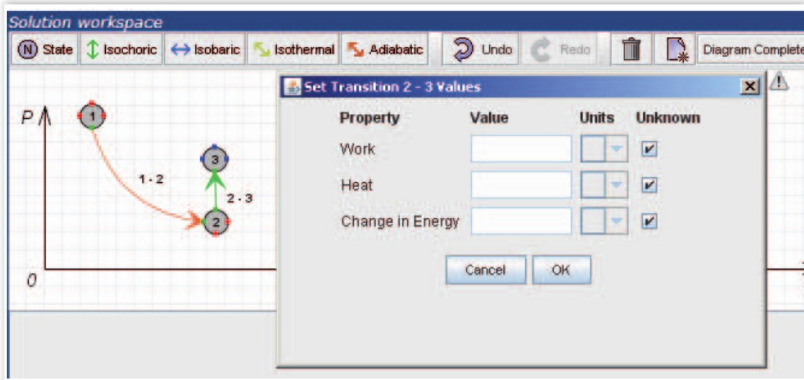 Solution workspace
N State Isochoric Isobaric Isothermal Adiabatic Undo Redo Diagram Complete
Set Transition 2 - 3 Values
Property Value Units Unknown
Work
Heat
Change in Energy
Cancel OK
P
1
3
1 - 2
2 - 3
2
0